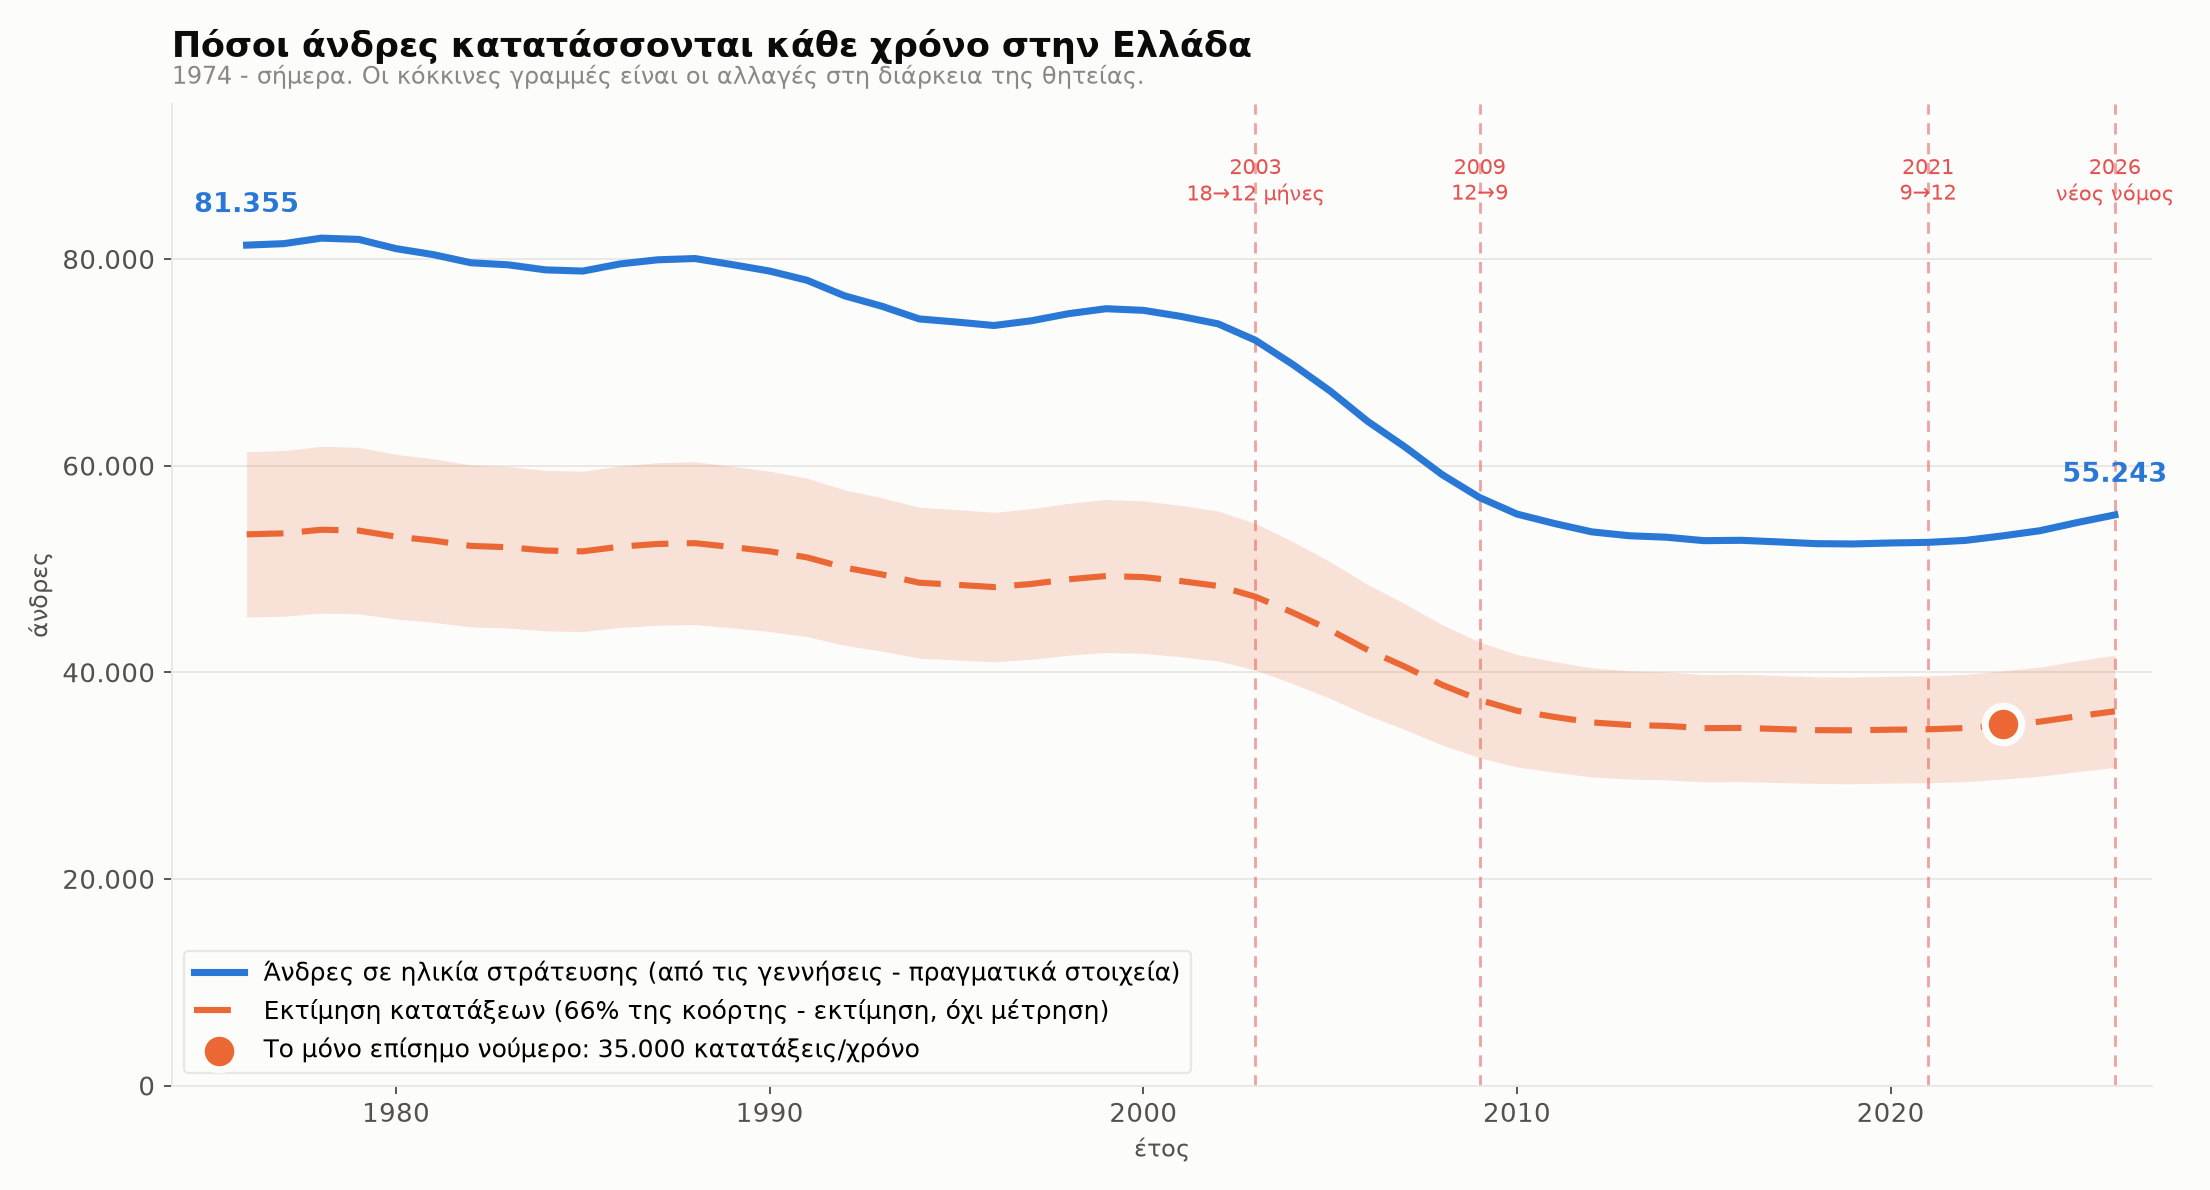 Πόσοι άνδρες κατατάσσονται κάθε χρόνο στην Ελλάδα
1974 - σήμερα. Οι κόκκινες γραμμές είναι οι αλλαγές στη διάρκεια της θητείας.
2003
18→12 μήνες
2009
12→9
2021
9→12
2026
νέος νόμος
81.355
55.243
80.000
60.000
40.000
20.000
0
άνδρες
Άνδρες σε ηλικία στράτευσης (από τις γεννήσεις - πραγματικά στοιχεία)
Εκτίμηση κατατάξεων (66% της κοόρτης - εκτίμηση, όχι μέτρηση)
Το μόνο επίσημο νούμερο: 35.000 κατατάξεις/χρόνο
1980
1990
2000
2010
2020
έτος